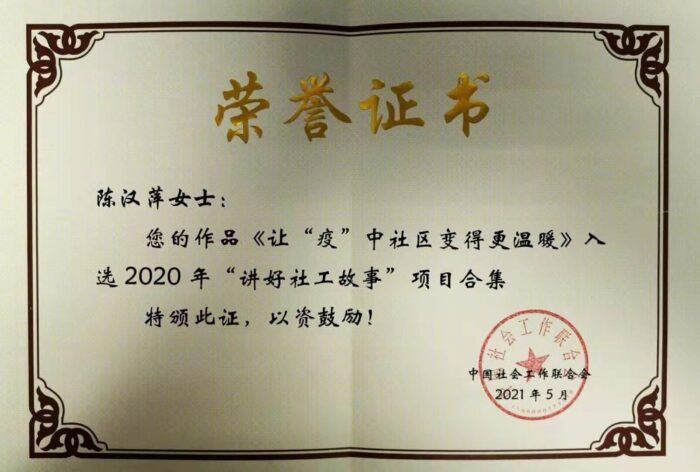 荣誉证书
陈汉萍女士:
您的作品《让“疫”中社区变得更温暖》入
选2020年“讲好社工故事”项目合集
特颁此证,以资鼓励!
中国社会工作联合会
2021年5月